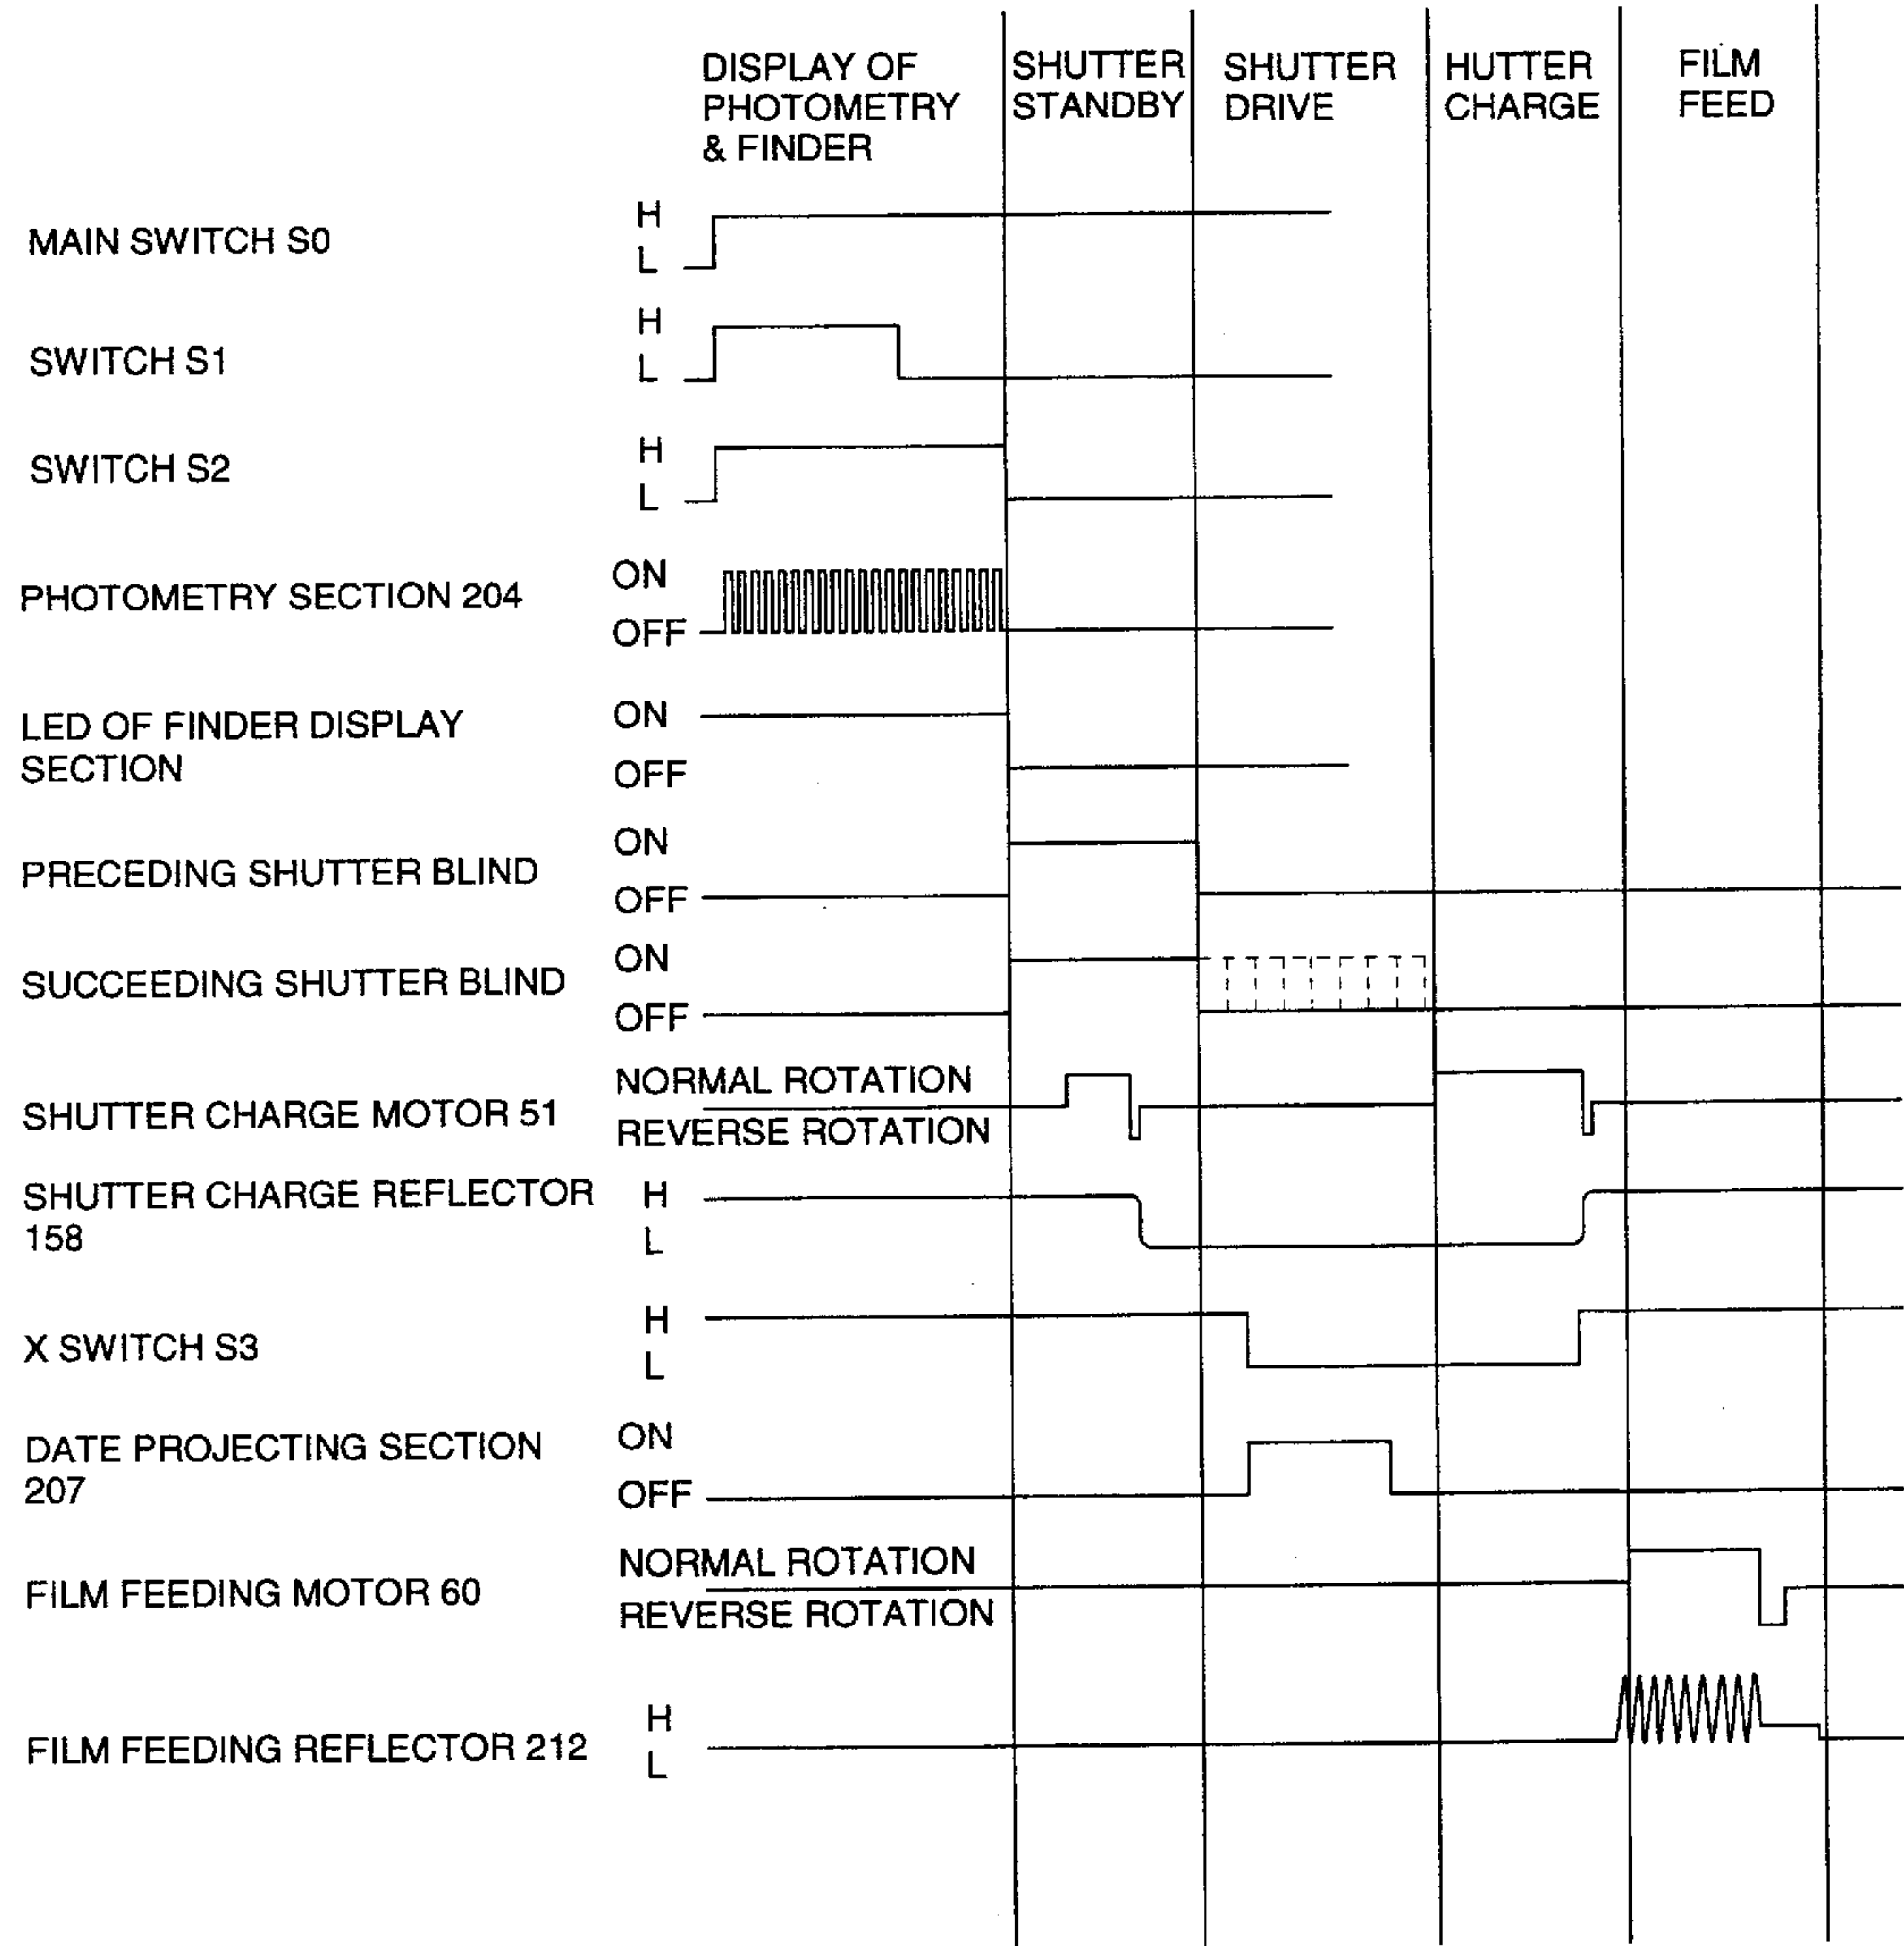 DISPLAY OF
PHOTOMETRY
& FINDER
SHUTTER
STANDBY
SHUTTER
DRIVE
HUTTER
CHARGE
FILM
FEED
MAIN SWITCH S0
H
L
SWITCH S1
H
L
SWITCH S2
H
L
PHOTOMETRY SECTION 204
ON
OFF
LED OF FINDER DISPLAY
SECTION
ON
OFF
PRECEDING SHUTTER BLIND
ON
OFF
SUCCEEDING SHUTTER BLIND
ON
OFF
SHUTTER CHARGE MOTOR 51
NORMAL ROTATION
REVERSE ROTATION
SHUTTER CHARGE REFLECTOR
158
H
L
X SWITCH S3
H
L
DATE PROJECTING SECTION
207
ON
OFF
FILM FEEDING MOTOR 60
NORMAL ROTATION
REVERSE ROTATION
FILM FEEDING REFLECTOR 212
H
L